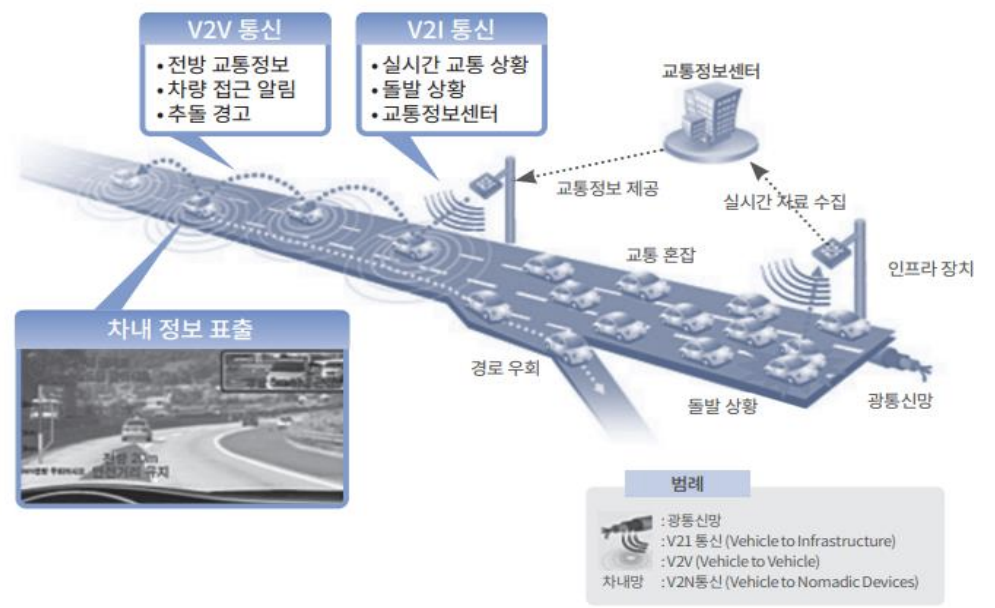 V2V 통신
• 전방 교통정보
• 차량 접근 알림
• 추돌 경고
V2I 통신
• 실시간 교통 상황
• 돌발 상황
• 교통정보센터
교통정보센터
교통정보 제공
실시간 자료 수집
교통 혼잡
인프라 장치
차내 정보 표출
전방 20m
안전거리 유지
경로 우회
돌발 상황
광통신망
범례
: 광통신망
: V21 통신 (Vehicle to Infrastructure)
: V2V (Vehicle to Vehicle)
차내망 : V2N통신 (Vehicle to Nomadic Devices)